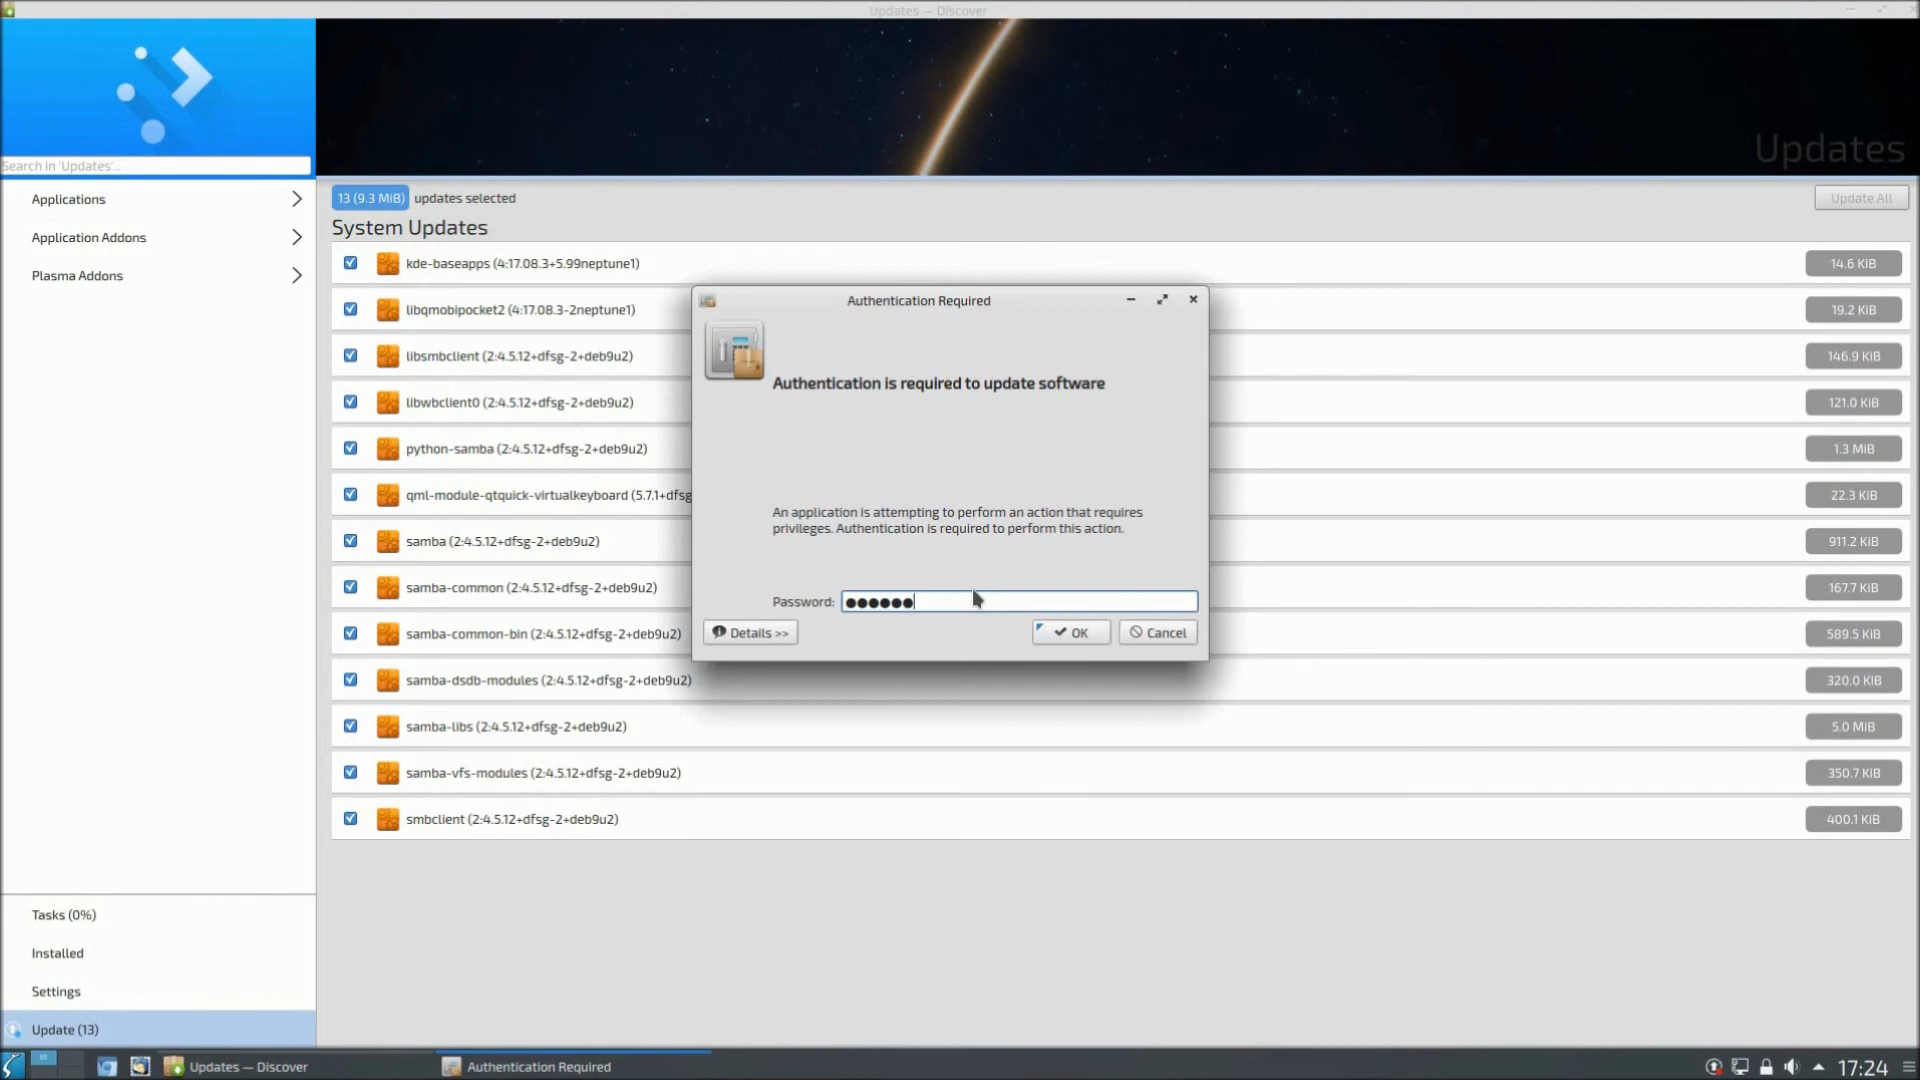 Updates — Discover
Updates
Search in 'Updates'...
Applications
Application Addons
Plasma Addons
13 (9.3 MiB) updates selected
Update All
System Updates
kde-baseapps (4:17.08.3+5.99neptune1)
14.6 KiB
libqmobipocket2 (4:17.08.3-2neptune1)
19.2 KiB
libsmbclient (2:4.5.12+dfsg-2+deb9u2)
146.9 KiB
libwbclient0 (2:4.5.12+dfsg-2+deb9u2)
121.0 KiB
python-samba (2:4.5.12+dfsg-2+deb9u2)
1.3 MiB
qml-module-qtquick-virtualkeyboard (5.7.1+dfsg
22.3 KiB
samba (2:4.5.12+dfsg-2+deb9u2)
911.2 KiB
samba-common (2:4.5.12+dfsg-2+deb9u2)
167.7 KiB
samba-common-bin (2:4.5.12+dfsg-2+deb9u2)
589.5 KiB
samba-dsdb-modules (2:4.5.12+dfsg-2+deb9u2)
320.0 KiB
samba-libs (2:4.5.12+dfsg-2+deb9u2)
5.0 MiB
samba-vfs-modules (2:4.5.12+dfsg-2+deb9u2)
350.7 KiB
smbclient (2:4.5.12+dfsg-2+deb9u2)
400.1 KiB
Authentication Required
Authentication is required to update software
An application is attempting to perform an action that requires
privileges. Authentication is required to perform this action.
Password: ●●●●●●
Details >>
OK
Cancel
Tasks (0%)
Installed
Settings
Update (13)
Updates — Discover
Authentication Required
17:24